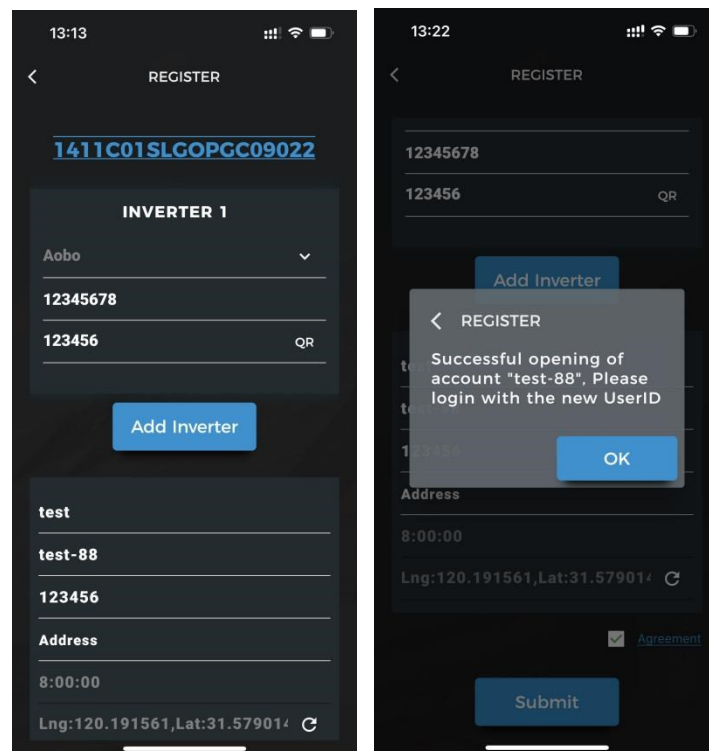 13:13
REGISTER
1411C01SLGOPGC09022
INVERTER 1
Aobo
12345678
123456
QR
Add Inverter
test
test-88
123456
Address
8:00:00
Lng:120.191561,Lat:31.579014
13:22
REGISTER
12345678
123456
QR
Add Inverter
REGISTER
Successful opening of
account "test-88", Please
login with the new UserID
OK
Address
8:00:00
Lng:120.191561,Lat:31.579014
Agreement
Submit